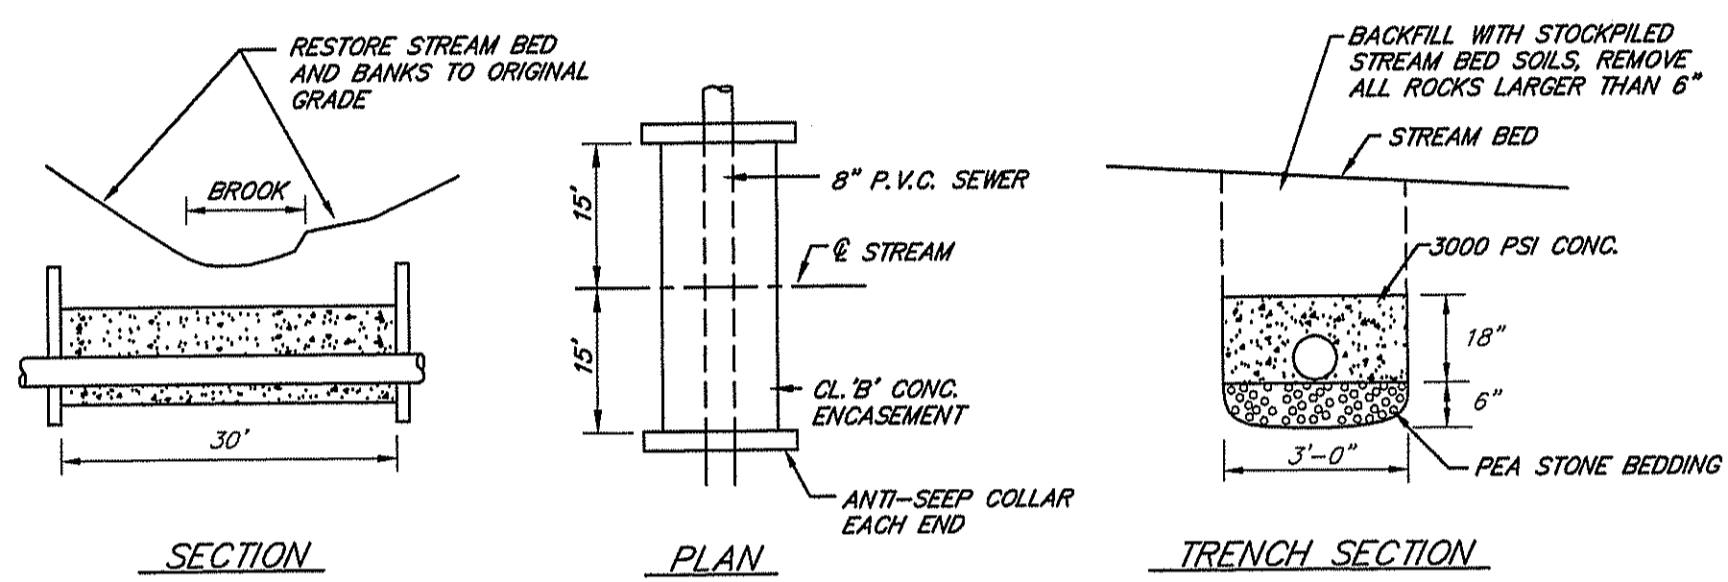 RESTORE STREAM BED
AND BANKS TO ORIGINAL
GRADE
BROOK
30'
SECTION
15'
15'
8" P.V.C. SEWER
℄ STREAM
CL. 'B' CONC.
ENCASEMENT
ANTI-SEEP COLLAR
EACH END
PLAN
BACKFILL WITH STOCKPILED
STREAM BED SOILS, REMOVE
ALL ROCKS LARGER THAN 6"
STREAM BED
3000 PSI CONC.
18"
6"
3'-0"
PEA STONE BEDDING
TRENCH SECTION